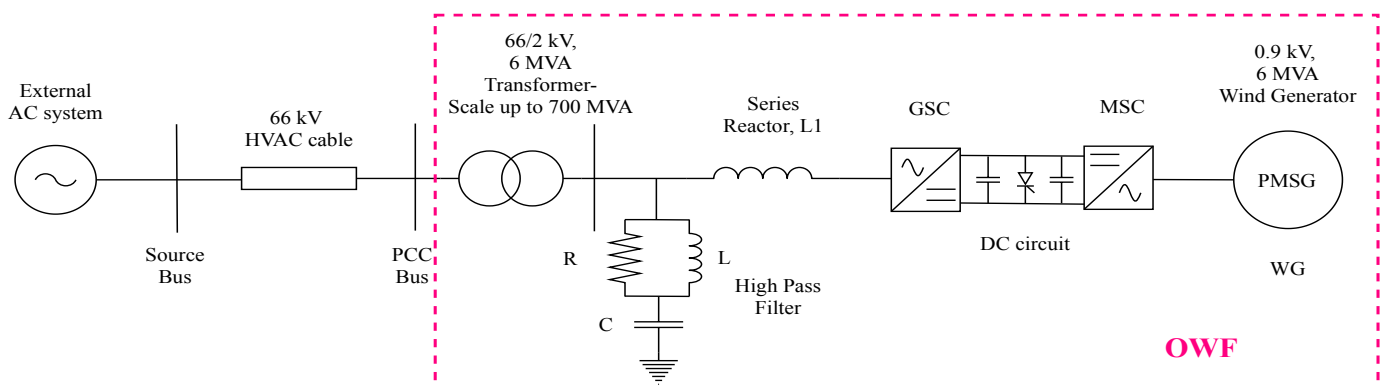 External
AC system
66 kV
HVAC cable
Source
Bus
PCC
Bus
66/2 kV,
6 MVA
Transformer-
Scale up to 700 MVA
R
L
C
High Pass
Filter
Series
Reactor, L1
GSC
DC circuit
MSC
0.9 kV,
6 MVA
Wind Generator
PMSG
WG
OWF